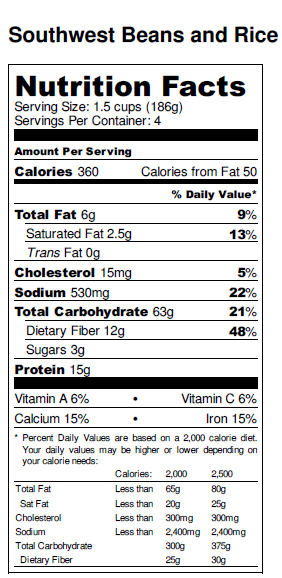 Southwest Beans and Rice
Nutrition Facts
Serving Size: 1.5 cups (186g)
Servings Per Container: 4
Amount Per Serving
Calories 360 Calories from Fat 50
% Daily Value*
Total Fat 6g 9%
Saturated Fat 2.5g 13%
Trans Fat 0g
Cholesterol 15mg 5%
Sodium 530mg 22%
Total Carbohydrate 63g 21%
Dietary Fiber 12g 48%
Sugars 3g
Protein 15g
Vitamin A 6% • Vitamin C 6%
Calcium 15% • Iron 15%
* Percent Daily Values are based on a 2,000 calorie diet.
Your daily values may be higher or lower depending on
your calorie needs:
Calories: 2,000 2,500
Total Fat Less than 65g 80g
Sat Fat Less than 20g 25g
Cholesterol Less than 300mg 300mg
Sodium Less than 2,400mg 2,400mg
Total Carbohydrate 300g 375g
Dietary Fiber 25g 30g